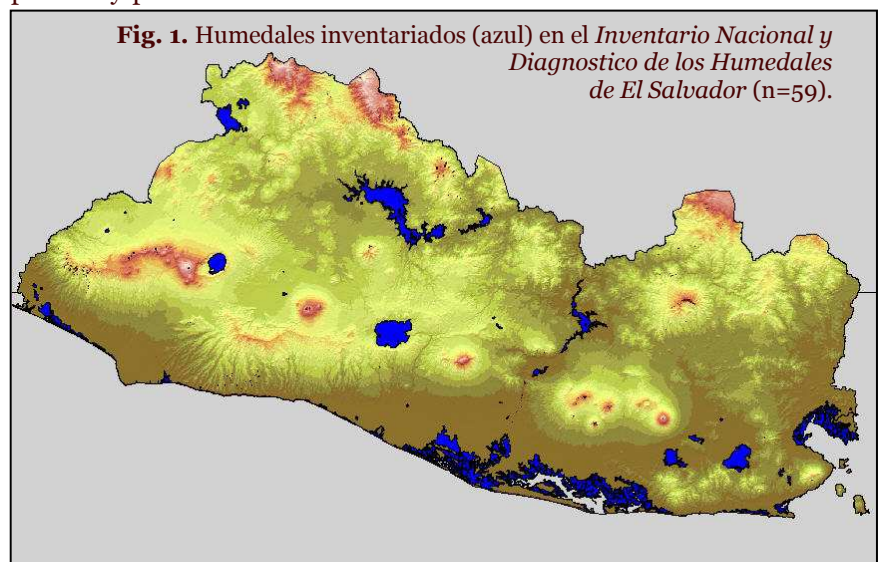 Fig. 1. Humedales inventariados (azul) en el Inventario Nacional y
Diagnostico de los Humedales
de El Salvador (n=59).